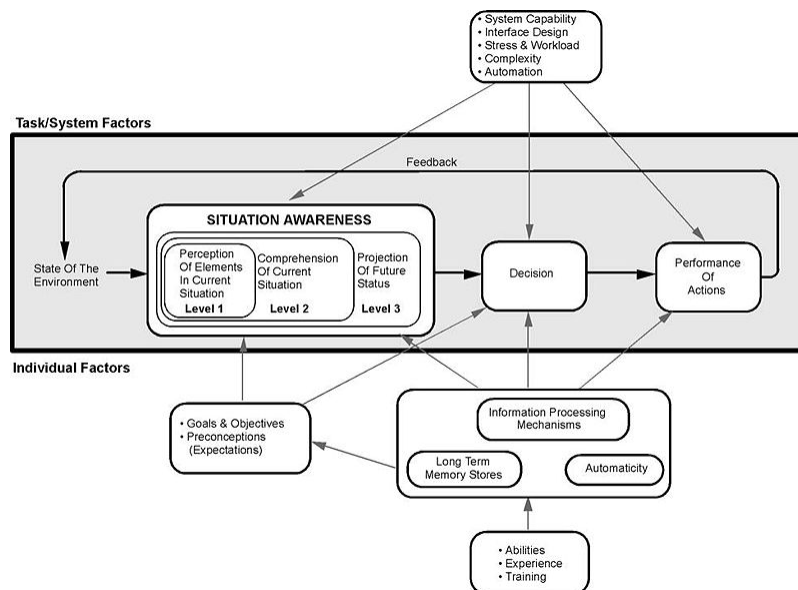 • System Capability
• Interface Design
• Stress & Workload
• Complexity
• Automation
Task/System Factors
Feedback
SITUATION AWARENESS
State Of The
Environment
Perception
Of Elements
In Current
Situation
Level 1
Comprehension
Of Current
Situation
Level 2
Projection
Of Future
Status
Level 3
Decision
Performance
Of
Actions
Individual Factors
• Goals & Objectives
• Preconceptions
(Expectations)
Information Processing
Mechanisms
Long Term
Memory Stores
Automaticity
• Abilities
• Experience
• Training